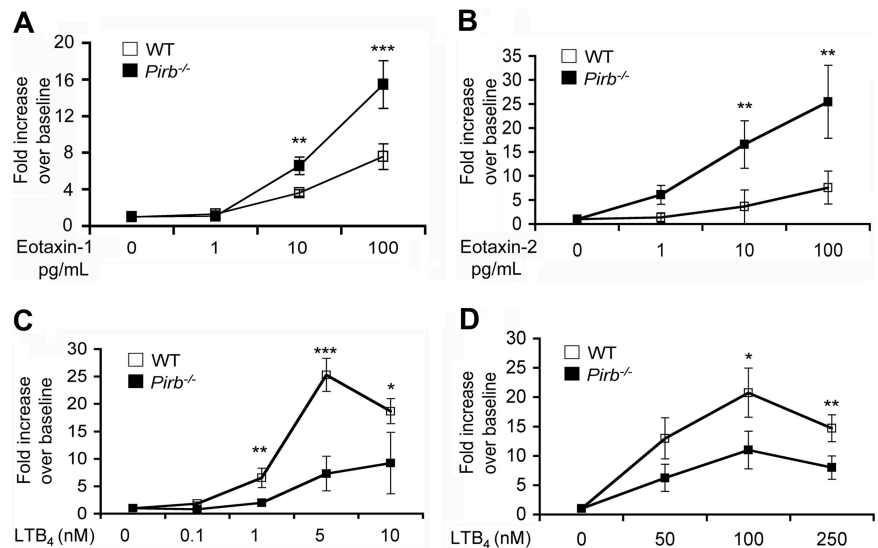 A
Fold increase
over baseline
20
16
12
8
4
0
WT
Pirb-/-
**
***
Eotaxin-1
pg/mL
0 1 10 100
B
Fold increase
over baseline
35
30
25
20
15
10
5
0
WT
Pirb-/-
**
**
Eotaxin-2
pg/mL
0 1 10 100
C
Fold increase
over baseline
30
25
20
15
10
5
0
WT
Pirb-/-
**
***
*
LTB4 (nM) 0 0.1 1 5 10
D
Fold increase
over baseline
30
25
20
15
10
5
0
WT
Pirb-/-
*
**
LTB4 (nM) 0 50 100 250